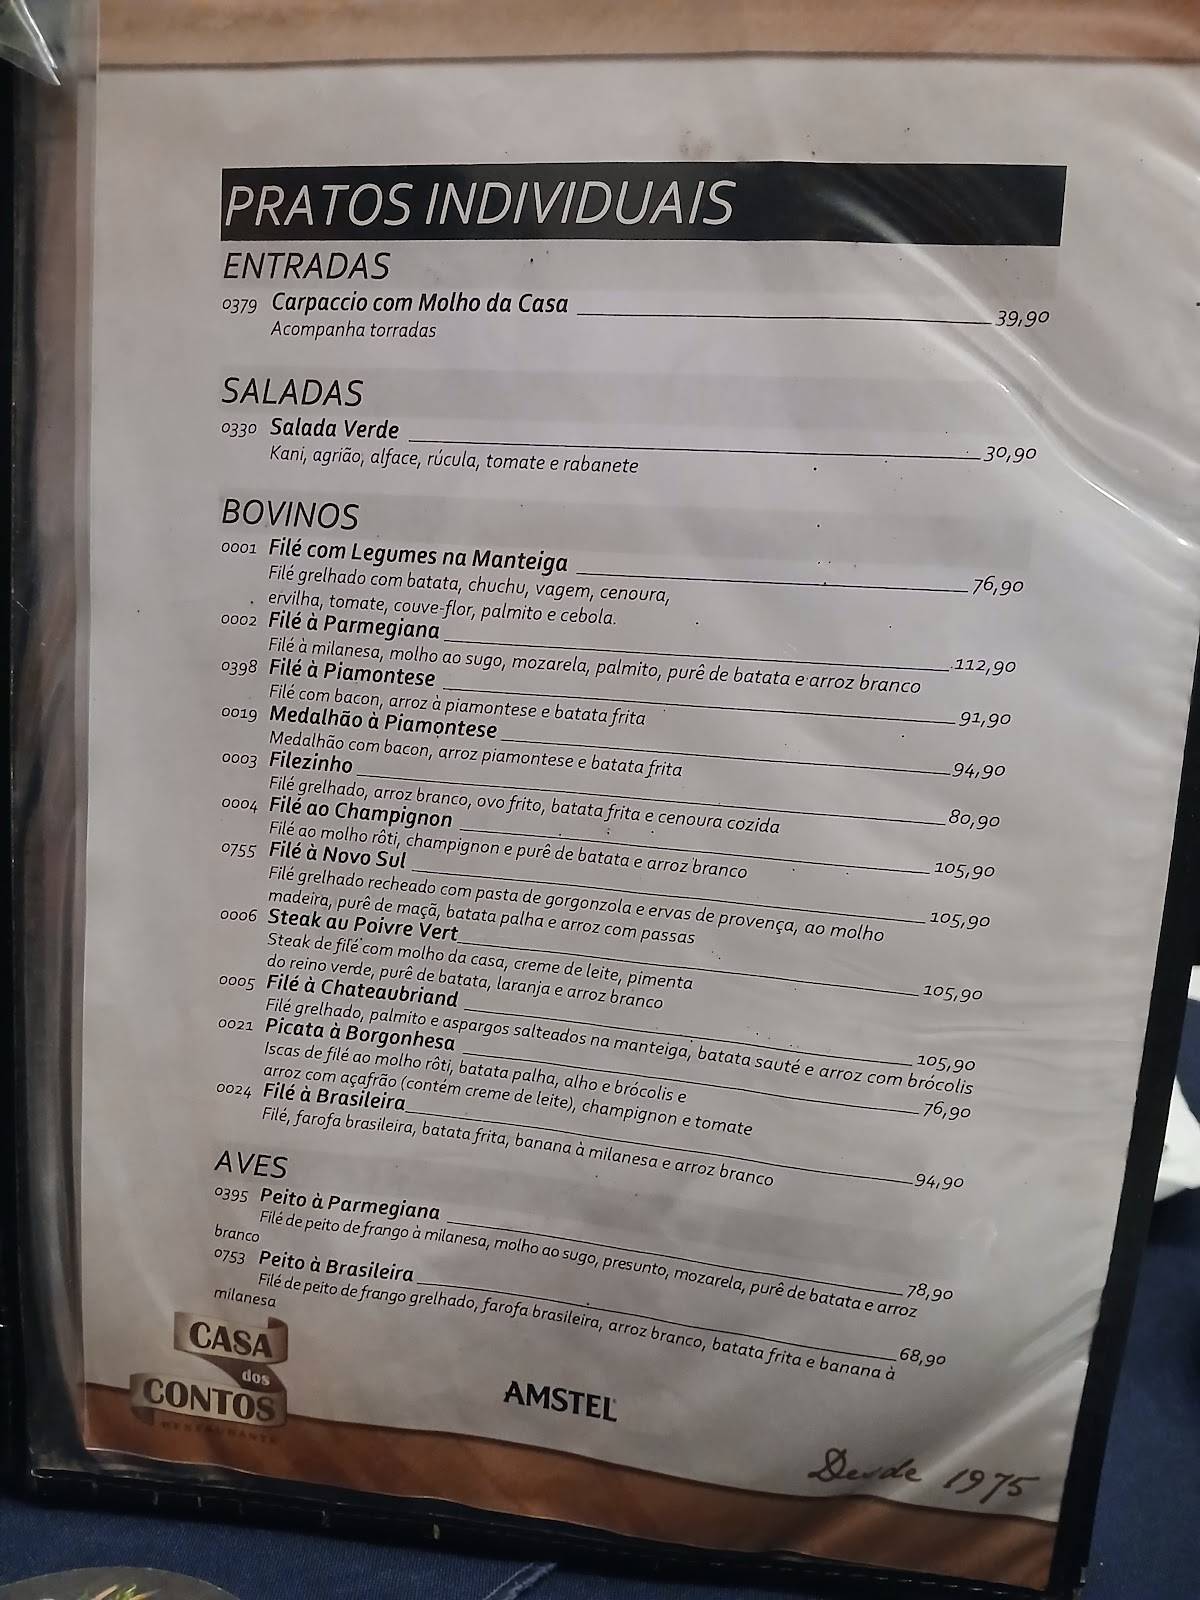 PRATOS INDIVIDUAIS
ENTRADAS
0379 Carpaccio com Molho da Casa 39,90
Acompanha torradas
SALADAS
0330 Salada Verde 30,90
Kani, agrião, alface, rúcula, tomate e rabanete
BOVINOS
0001 Filé com Legumes na Manteiga 76,90
Filé grelhado com batata, chuchu, vagem, cenoura,
ervilha, tomate, couve-flor, palmito e cebola.
0002 Filé à Parmegiana 112,90
Filé à milanesa, molho ao sugo, mozarela, palmito, purê de batata e arroz branco
0398 Filé à Piamontese 91,90
Filé com bacon, arroz à piamontese e batata frita
0019 Medalhão à Piamontese 94,90
Medalhão com bacon, arroz piamontese e batata frita
0003 Filezinho 80,90
Filé grelhado, arroz branco, ovo frito, batata frita e cenoura cozida
0004 Filé ao Champignon 105,90
Filé ao molho rôti, champignon e purê de batata e arroz branco
0755 Filé à Novo Sul 105,90
Filé grelhado recheado com pasta de gorgonzola e ervas de provença, ao molho
madeira, purê de maçã, batata palha e arroz com passas
0006 Steak au Poivre Vert 105,90
Steak de filé com molho da casa, creme de leite, pimenta
do reino verde, purê de batata, laranja e arroz branco
0005 Filé à Chateaubriand 105,90
Filé grelhado, palmito e aspargos salteados na manteiga, batata sauté e arroz com brócolis
0021 Picata à Borgonhesa 76,90
Iscas de filé ao molho rôti, batata palha, alho e brócolis e
arroz com açafrão (contém creme de leite), champignon e tomate
0024 Filé à Brasileira 94,90
Filé, farofa brasileira, batata frita, banana à milanesa e arroz branco
AVES
0395 Peito à Parmegiana 78,90
Filé de peito de frango à milanesa, molho ao sugo, presunto, mozarela, purê de batata e arroz
branco
0753 Peito à Brasileira 68,90
Filé de peito de frango grelhado, farofa brasileira, arroz branco, batata frita e banana à
milanesa
CASA
dos
CONTOS
RESTAURANTE
AMSTEL
Desde 1975